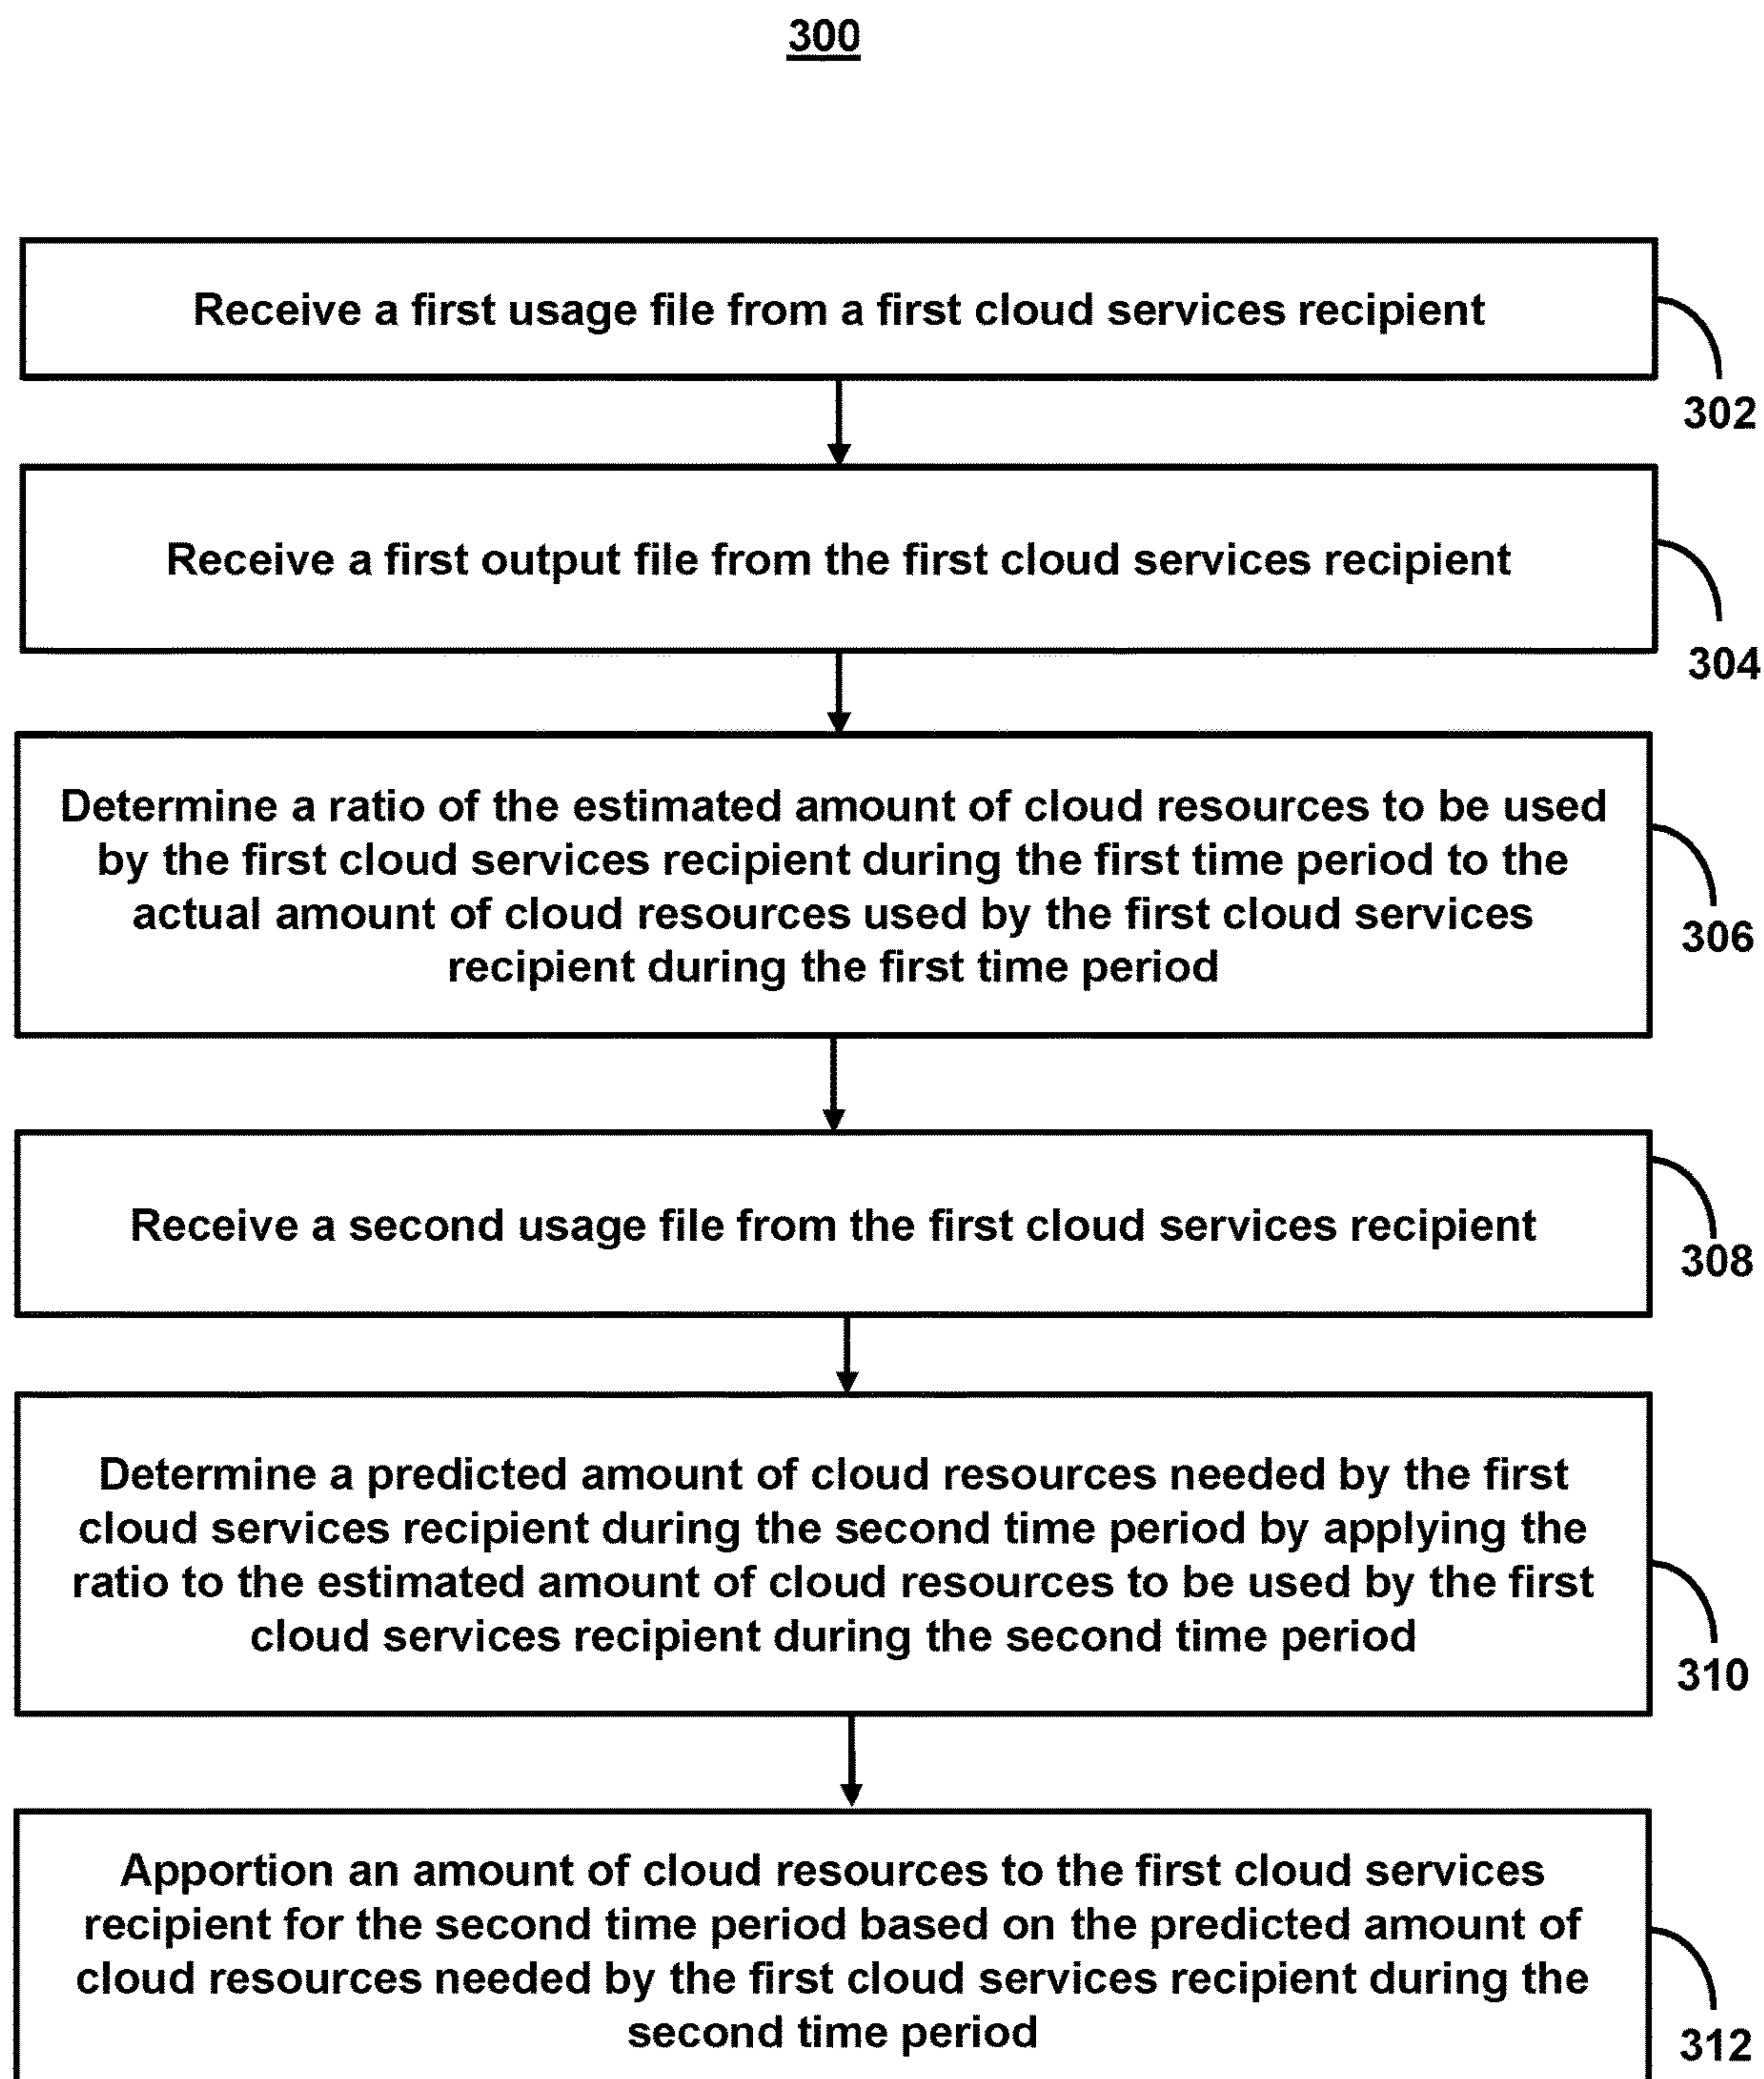 300
Receive a first usage file from a first cloud services recipient
302
Receive a first output file from the first cloud services recipient
304
Determine a ratio of the estimated amount of cloud resources to be used
by the first cloud services recipient during the first time period to the
actual amount of cloud resources used by the first cloud services
recipient during the first time period
306
Receive a second usage file from the first cloud services recipient
308
Determine a predicted amount of cloud resources needed by the first
cloud services recipient during the second time period by applying the
ratio to the estimated amount of cloud resources to be used by the first
cloud services recipient during the second time period
310
Apportion an amount of cloud resources to the first cloud services
recipient for the second time period based on the predicted amount of
cloud resources needed by the first cloud services recipient during the
second time period
312